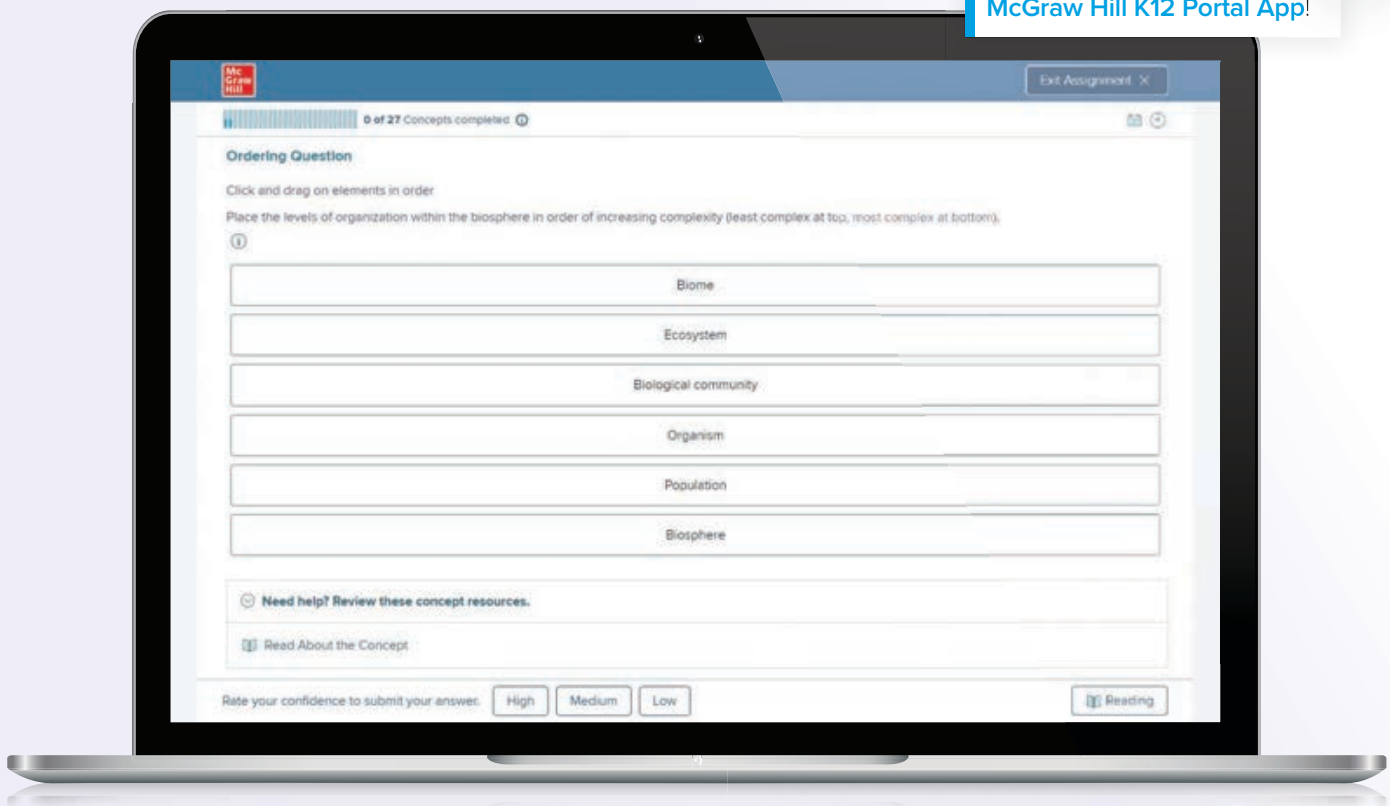 McGraw Hill K12 Portal App!
Mc
Graw
Hill
Exit Assignment X
0 of 27 Concepts completed
Ordering Question
Click and drag on elements in order
Place the levels of organization within the biosphere in order of increasing complexity (least complex at top, most complex at bottom).
Biome
Ecosystem
Biological community
Organism
Population
Biosphere
Need help? Review these concept resources.
Read About the Concept
Rate your confidence to submit your answer. High Medium Low Reading